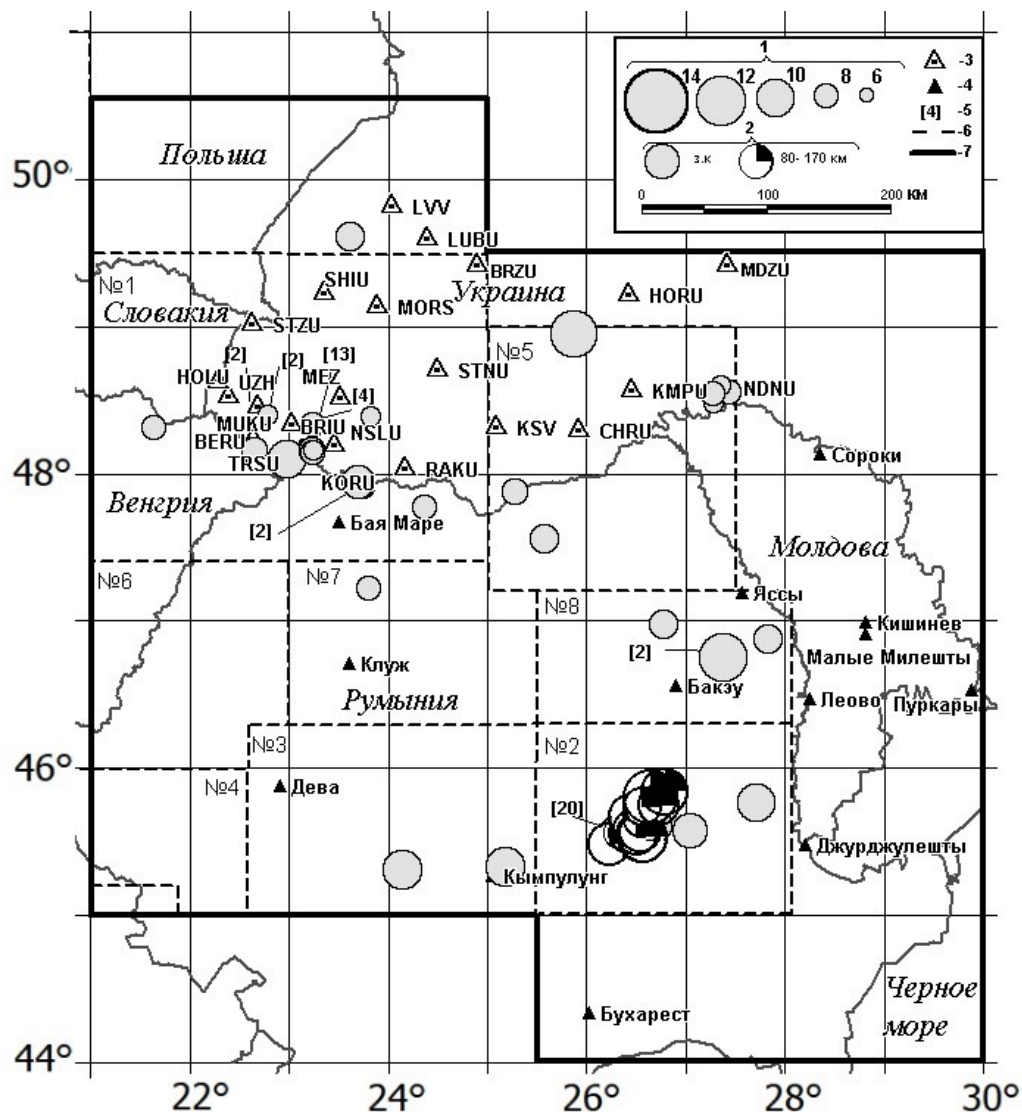 1
14 12 10 8 6
2
з.к 80- 170 км
0 100 200 км
-3
-4
[4] -5
-6
-7
50°
48°
46°
44°
22° 24° 26° 28° 30°
Польша
LVV
LUBU
BRZU
MDZU
№1
SHIU
Украина
HORU
MORS
Словакия
STZU
№5
[2] [2] [13]
STNU
HOLU UZH MEZ
[4]
KMPU NDNU
MUKU BRIU
KSV CHRU
BERU NSLU
Сороки
TRSU
RAKU
KORU
Венгрия
[2]
Бая Маре
Молдова
№6 №7
Яссы
№8
Кишинев
[2]
Малые Милешты
Клуж
Бакэу
Румыния
Леово
Пуркары
№3 №2
№4
Дева
[20]
Джурджулешты
Кымпулунг
Черное
море
Бухарест